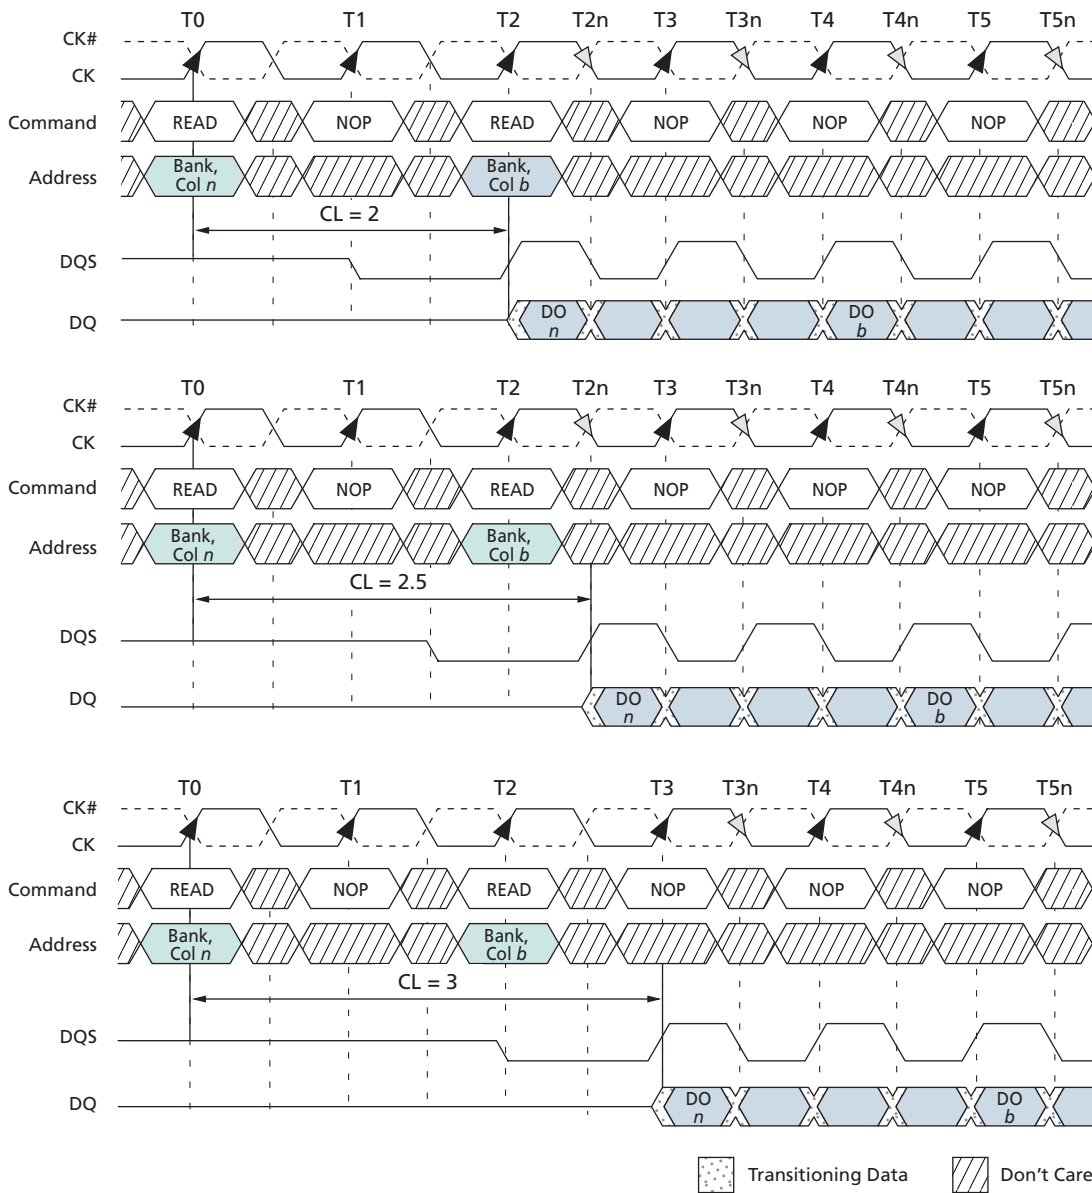 T0 T1 T2 T2n T3 T3n T4 T4n T5 T5n
CK#
CK
Command READ NOP READ NOP NOP NOP
Address Bank, Col n Bank, Col b
CL = 2
DQS
DQ DO n DO b
T0 T1 T2 T2n T3 T3n T4 T4n T5 T5n
CK#
CK
Command READ NOP READ NOP NOP NOP
Address Bank, Col n Bank, Col b
CL = 2.5
DQS
DQ DO n DO b
T0 T1 T2 T3 T3n T4 T4n T5 T5n
CK#
CK
Command READ NOP READ NOP NOP NOP
Address Bank, Col n Bank, Col b
CL = 3
DQS
DQ DO n DO b
Transitioning Data Don't Care